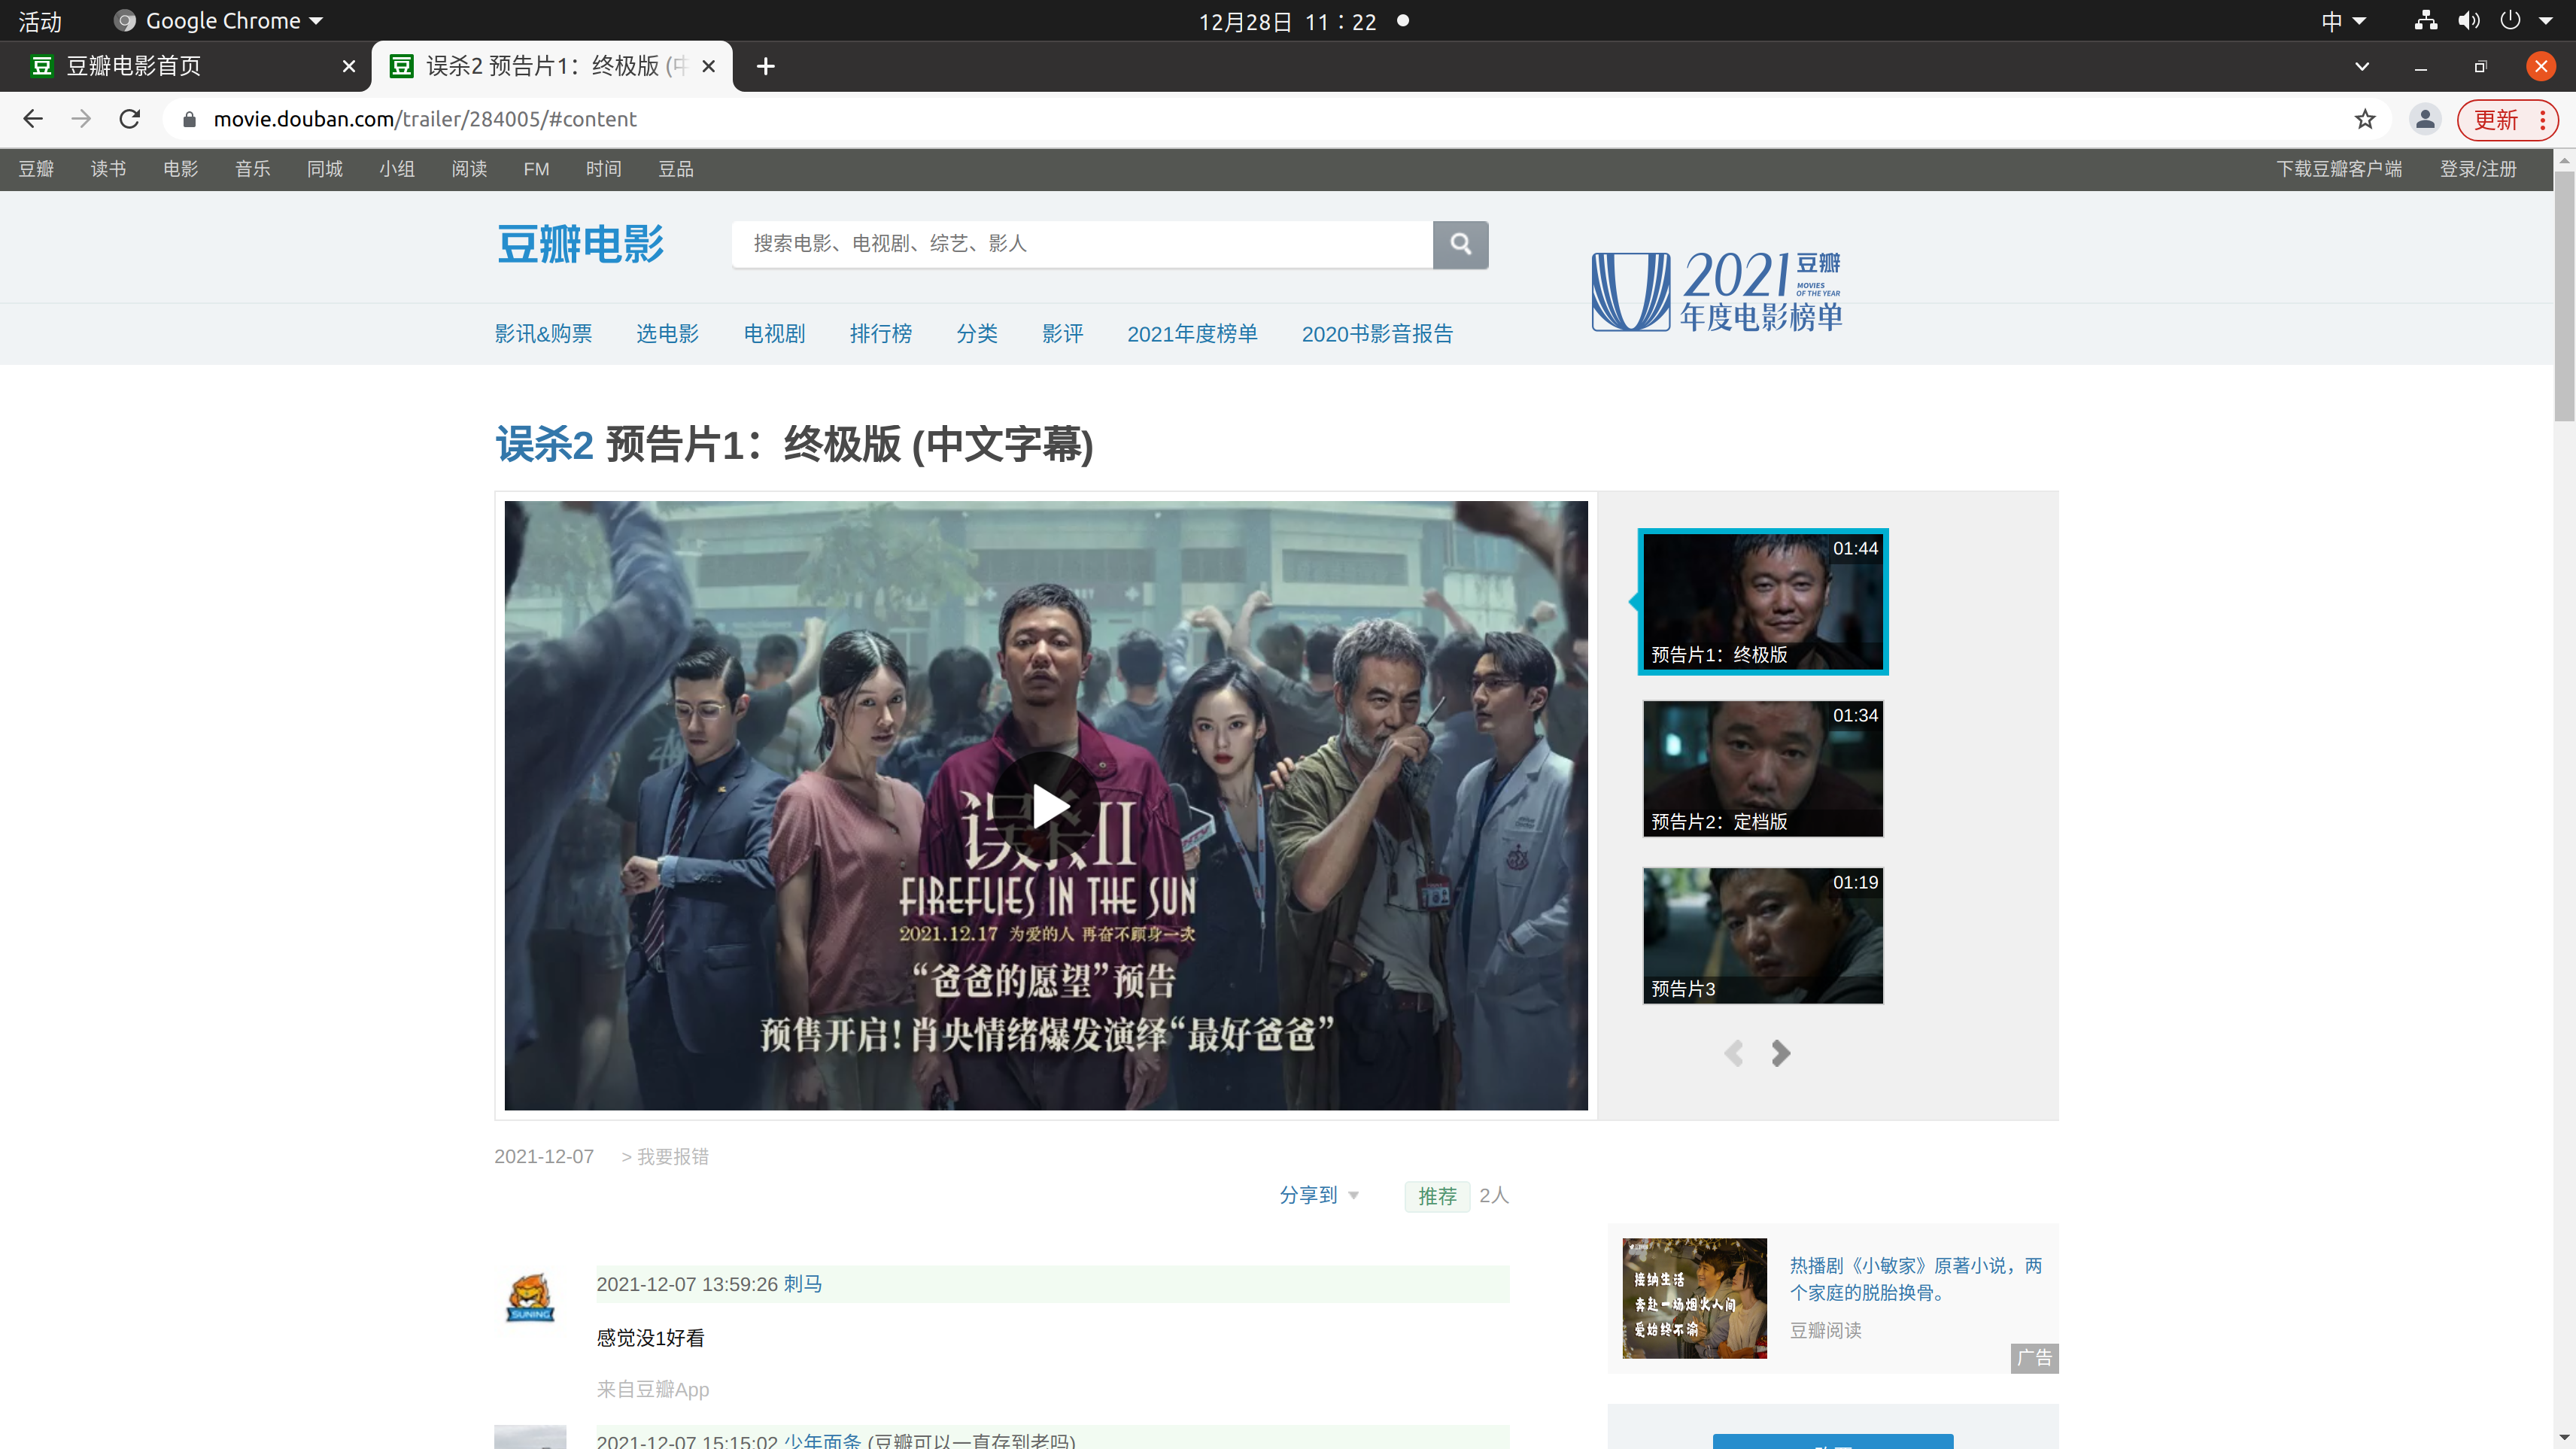 活动
Google Chrome
12月28日 11：22
中
豆瓣电影首页
误杀2 预告片1：终极版 (中
更新
movie.douban.com/trailer/284005/#content
豆瓣 读书 电影 音乐 同城 小组 阅读 FM 时间 豆品
下载豆瓣客户端 登录/注册
豆瓣电影
搜索电影、电视剧、综艺、影人
2021 豆瓣
MOVIES
OF THE YEAR
年度电影榜单
影讯&购票 选电影 电视剧 排行榜 分类 影评 2021年度榜单 2020书影音报告
误杀2 预告片1：终极版 (中文字幕)
误杀II
FIREFLIES IN THE SUN
2021.12.17 为爱的人 再奋不顾身一次
“爸爸的愿望”预告
预售开启！肖央情绪爆发演绎“最好爸爸”
01:44
预告片1：终极版
01:34
预告片2：定档版
01:19
预告片3
2021-12-07 > 我要报错
分享到 推荐 2人
SUNING
2021-12-07 13:59:26 刺马
感觉没1好看
来自豆瓣App
2021-12-07 15:15:02 少年面条 (豆瓣可以一直存到老吗)
接纳生活
奔赴一场烟火人间
爱始终不渝
热播剧《小敏家》原著小说，两
个家庭的脱胎换骨。
豆瓣阅读
广告